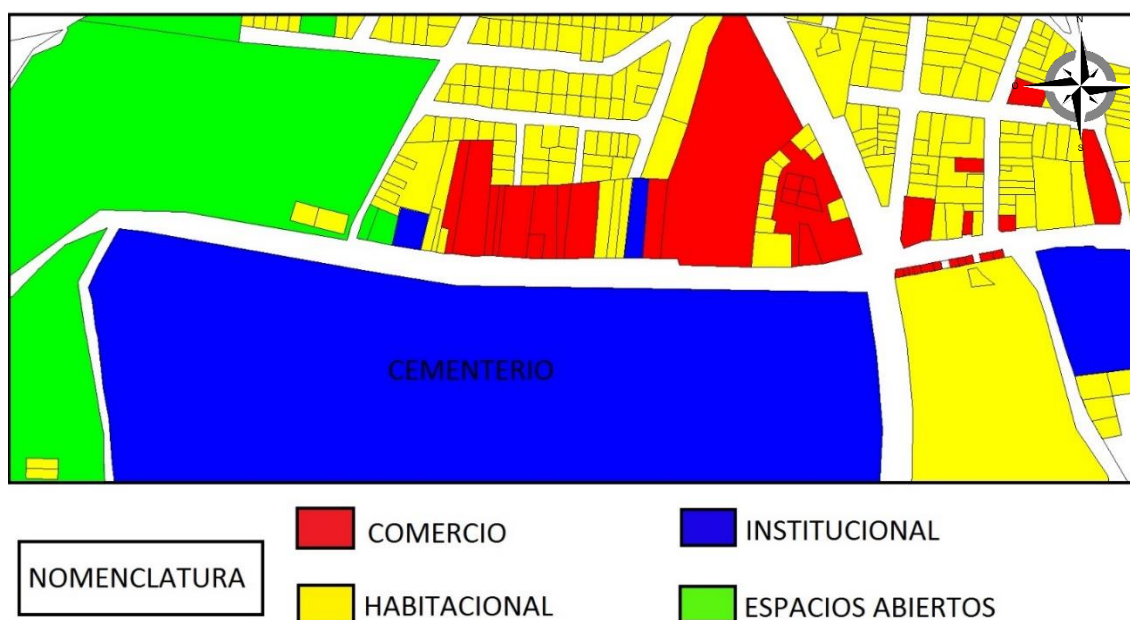 N
O
S
CEMENTERIO
NOMENCLATURA
COMERCIO
INSTITUCIONAL
HABITACIONAL
ESPACIOS ABIERTOS